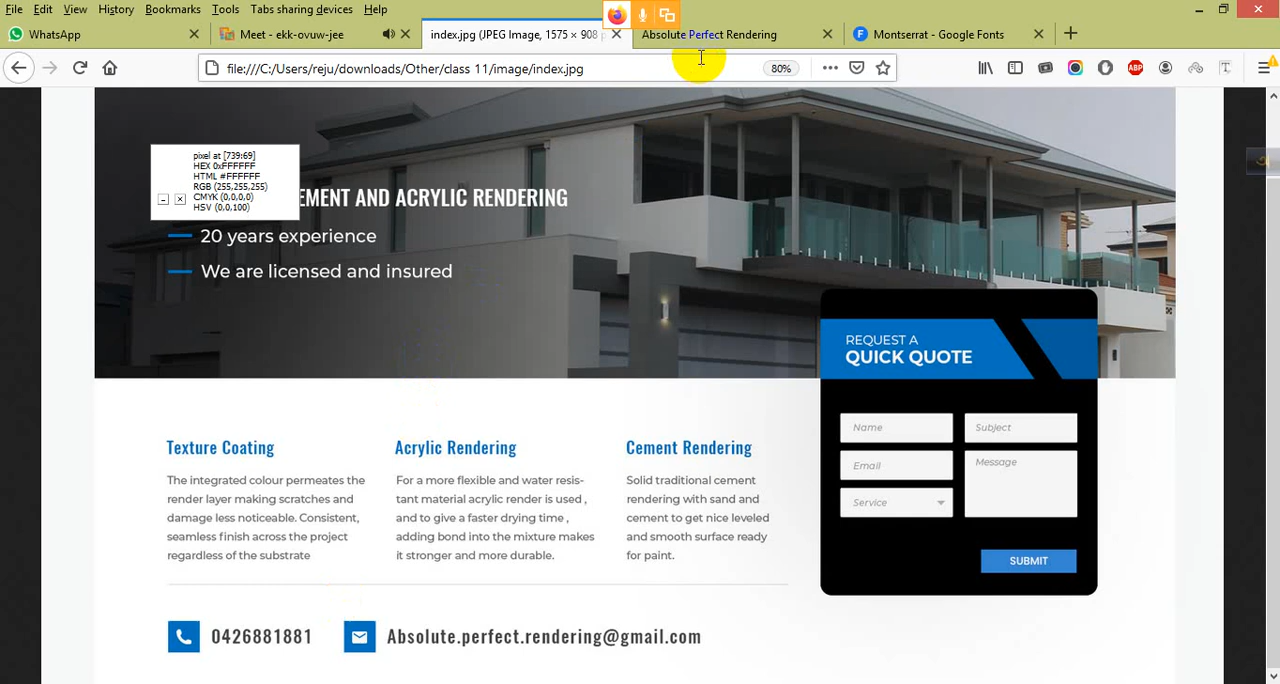 File Edit View History Bookmarks Tools Tabs sharing devices Help
WhatsApp
Meet - ekk-ovuw-jee
index.jpg (JPEG Image, 1575 × 908 p
Absolute Perfect Rendering
Montserrat - Google Fonts
file:///C:/Users/reju/downloads/Other/class 11/image/index.jpg
80%
ABP
pixel at [739:69]
HEX 0xFFFFFF
HTML #FFFFFF
RGB (255,255,255)
CMYK (0,0,0,0)
HSV (0,0,100)
EMENT AND ACRYLIC RENDERING
20 years experience
We are licensed and insured
REQUEST A
QUICK QUOTE
Name
Subject
Email
Message
Service
SUBMIT
Texture Coating
The integrated colour permeates the
render layer making scratches and
damage less noticeable. Consistent,
seamless finish across the project
regardless of the substrate
Acrylic Rendering
For a more flexible and water resis-
tant material acrylic render is used ,
and to give a faster drying time ,
adding bond into the mixture makes
it stronger and more durable.
Cement Rendering
Solid traditional cement
rendering with sand and
cement to get nice leveled
and smooth surface ready
for paint.
0426881881
Absolute.perfect.rendering@gmail.com